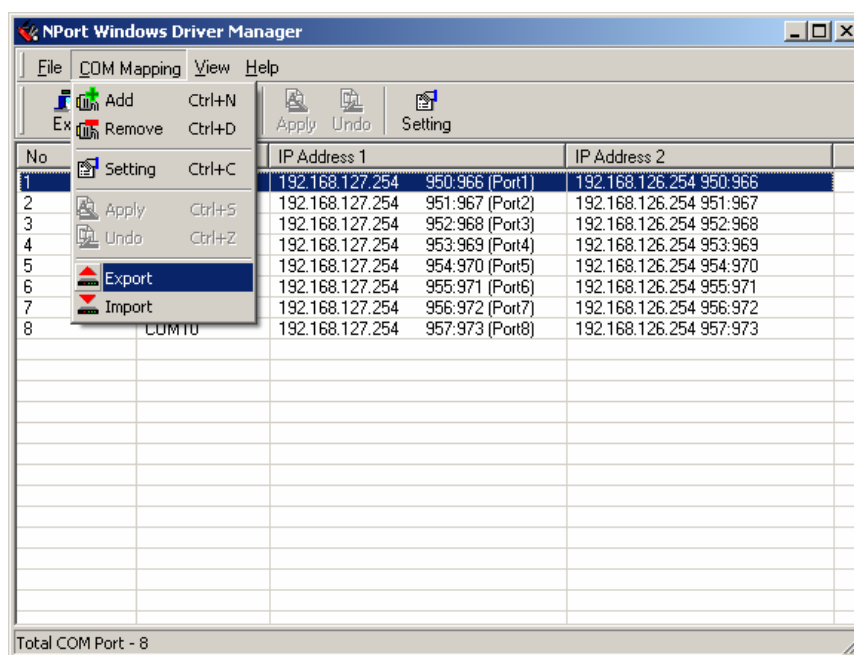 NPort Windows Driver Manager
File COM Mapping View Help
Add Ctrl+N
Remove Ctrl+D
Setting Ctrl+C
Apply Ctrl+S
Undo Ctrl+Z
Export
Import
Ex
Apply Undo Setting
No IP Address 1 IP Address 2
1 192.168.127.254 950:966 (Port1) 192.168.126.254 950:966
2 192.168.127.254 951:967 (Port2) 192.168.126.254 951:967
3 192.168.127.254 952:968 (Port3) 192.168.126.254 952:968
4 192.168.127.254 953:969 (Port4) 192.168.126.254 953:969
5 192.168.127.254 954:970 (Port5) 192.168.126.254 954:970
6 192.168.127.254 955:971 (Port6) 192.168.126.254 955:971
7 192.168.127.254 956:972 (Port7) 192.168.126.254 956:972
8 COM10 192.168.127.254 957:973 (Port8) 192.168.126.254 957:973
Total COM Port - 8